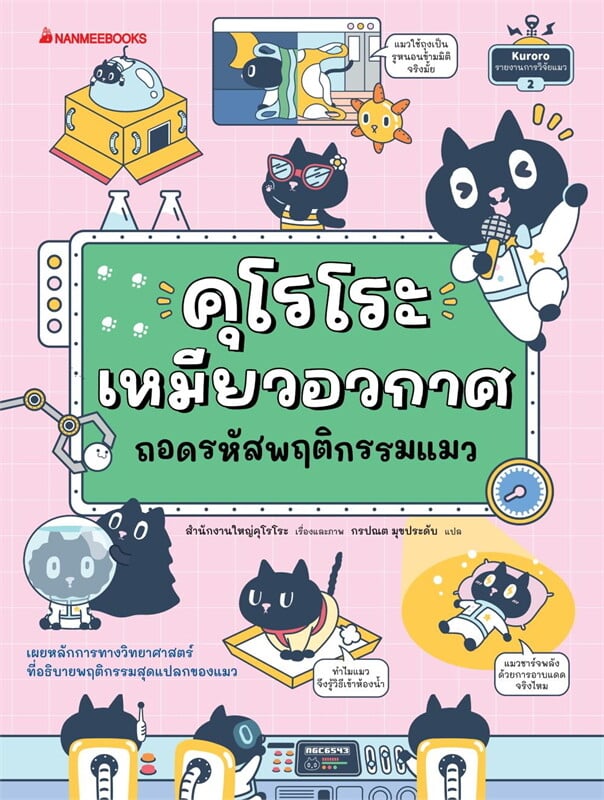 NANMEEBOOKS
แมวใช้ถุงเป็น
รูหนอนข้ามมิติ
จริงมั้ย
Kuroro
รายงานการวิจัยแมว
2
คุโรโระ
เหมียวอวกาศ
ถอดรหัสพฤติกรรมแมว
สำนักงานใหญ่คุโรโระ เรื่องและภาพ กรปณต มุขประดับ แปล
เผยหลักการทางวิทยาศาสตร์
ที่อธิบายพฤติกรรมสุดแปลกของแมว
ทำไมแมว
จึงรู้วิธีเข้าห้องน้ำ
แมวชาร์จพลัง
ด้วยการอาบแดด
จริงไหม
NGC6543